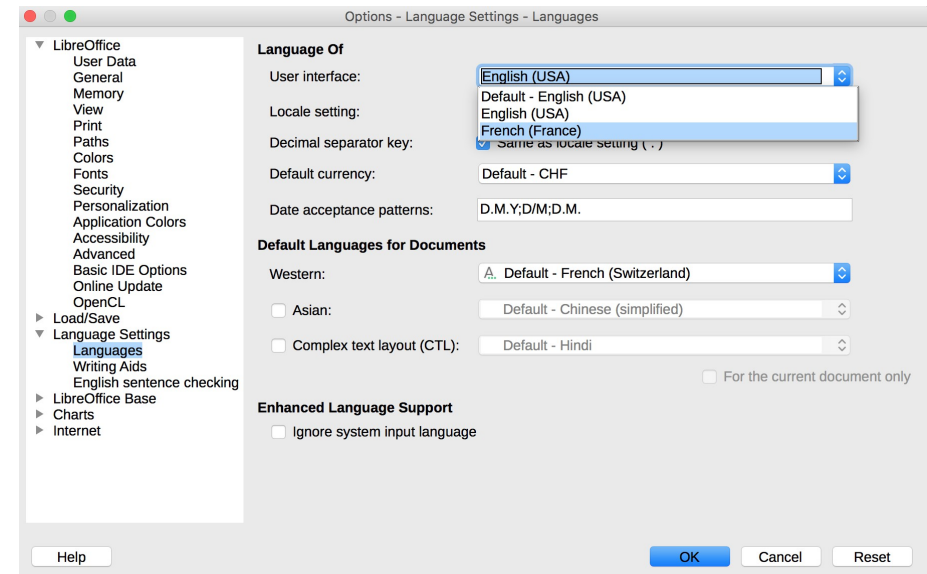 Options - Language Settings - Languages
LibreOffice
User Data
General
Memory
View
Print
Paths
Colors
Fonts
Security
Personalization
Application Colors
Accessibility
Advanced
Basic IDE Options
Online Update
OpenCL
Load/Save
Language Settings
Languages
Writing Aids
English sentence checking
LibreOffice Base
Charts
Internet
Language Of
User interface: English (USA)
Default - English (USA)
English (USA)
French (France)
Locale setting:
Decimal separator key: Same as locale setting ( . )
Default currency: Default - CHF
Date acceptance patterns: D.M.Y;D/M;D.M.
Default Languages for Documents
Western: Default - French (Switzerland)
Asian: Default - Chinese (simplified)
Complex text layout (CTL): Default - Hindi
For the current document only
Enhanced Language Support
Ignore system input language
Help OK Cancel Reset